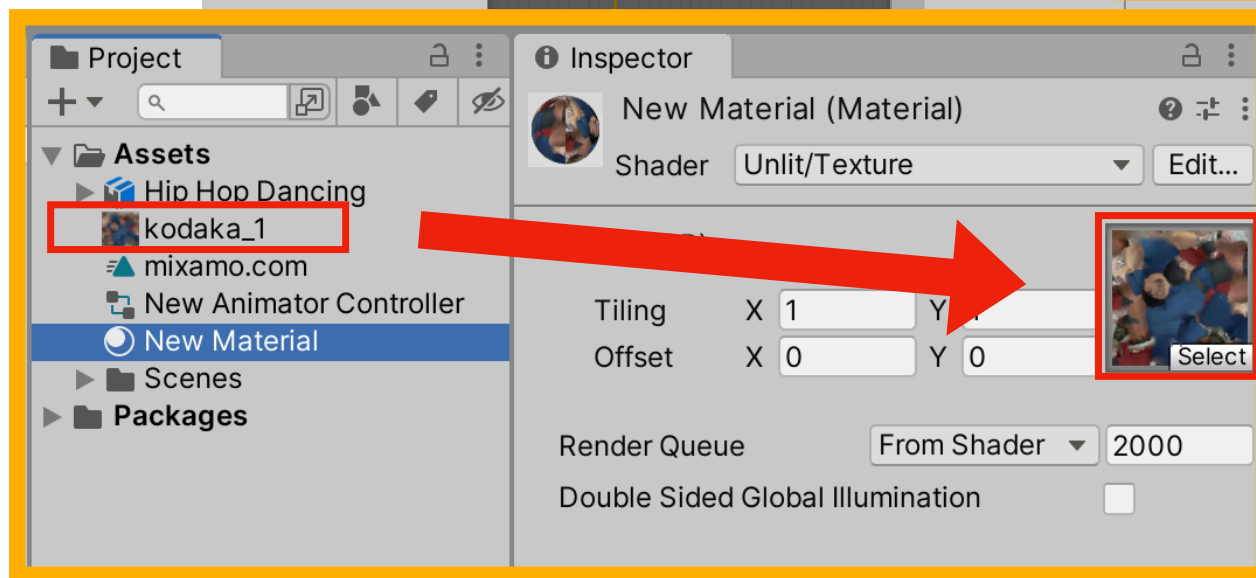 Project
Assets
Hip Hop Dancing
kodaka_1
mixamo.com
New Animator Controller
New Material
Scenes
Packages
Inspector
New Material (Material)
Shader Unlit/Texture Edit...
Tiling X 1 Y
Offset X 0 Y 0
Select
Render Queue From Shader 2000
Double Sided Global Illumination